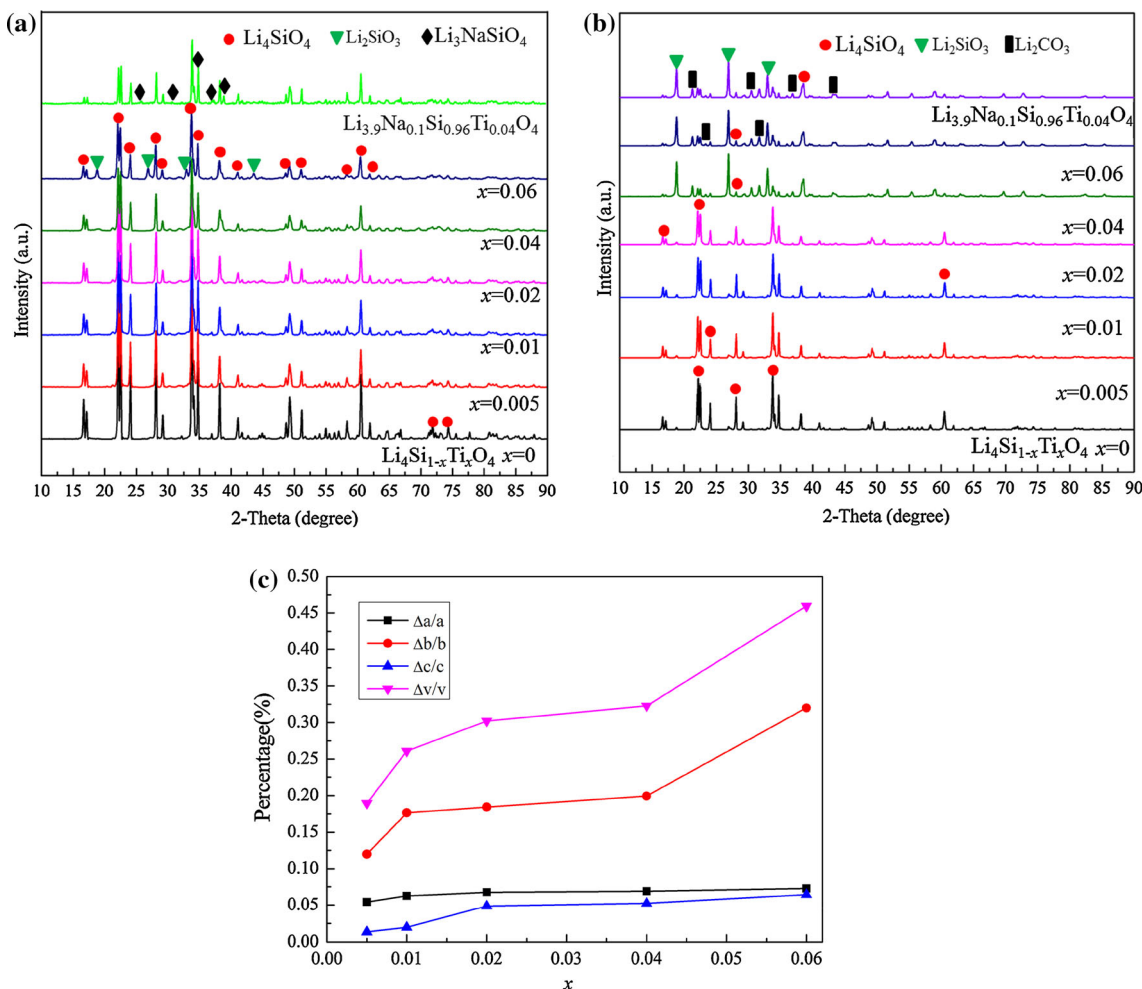 (a)
Li4SiO4 Li2SiO3 Li3NaSiO4
Li3.9Na0.1Si0.96Ti0.04O4
x=0.06
x=0.04
x=0.02
x=0.01
x=0.005
Li4Si1-xTixO4 x=0
Intensity (a.u.)
10 15 20 25 30 35 40 45 50 55 60 65 70 75 80 85 90
2-Theta (degree)
(b)
Li4SiO4 Li2SiO3 Li2CO3
Li3.9Na0.1Si0.96Ti0.04O4
x=0.06
x=0.04
x=0.02
x=0.01
x=0.005
Li4Si1-xTixO4 x=0
Intensity (a.u.)
10 15 20 25 30 35 40 45 50 55 60 65 70 75 80 85 90
2-Theta (degree)
(c)
0.50
0.45
0.40
0.35
0.30
0.25
0.20
0.15
0.10
0.05
0.00
Percentage(%)
Δa/a
Δb/b
Δc/c
Δv/v
0.00 0.01 0.02 0.03 0.04 0.05 0.06
x